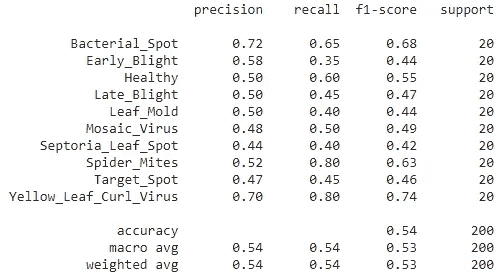 precision recall f1-score support
Bacterial_Spot 0.72 0.65 0.68 20
Early_Blight 0.58 0.35 0.44 20
Healthy 0.50 0.60 0.55 20
Late_Blight 0.50 0.45 0.47 20
Leaf_Mold 0.50 0.40 0.44 20
Mosaic_Virus 0.48 0.50 0.49 20
Septoria_Leaf_Spot 0.44 0.40 0.42 20
Spider_Mites 0.52 0.80 0.63 20
Target_Spot 0.47 0.45 0.46 20
Yellow_Leaf_Curl_Virus 0.70 0.80 0.74 20
accuracy 0.54 200
macro avg 0.54 0.54 0.53 200
weighted avg 0.54 0.54 0.53 200